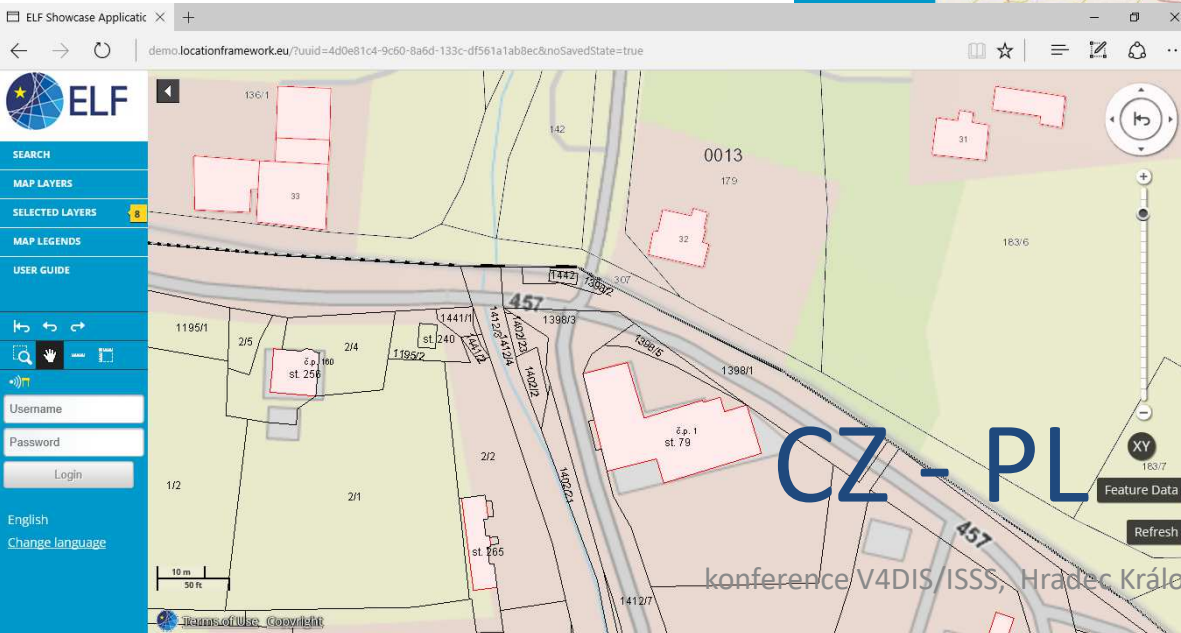 ELF Showcase Applicatic
demo.locationframework.eu/?uuid=4d0e81c4-9c60-8a6d-133c-df561a1ab8ec&noSavedState=true
ELF
SEARCH
MAP LAYERS
SELECTED LAYERS 8
MAP LEGENDS
USER GUIDE
Username
Password
Login
English
Change language
136/1
142
0013
179
31
33
32
183/6
307
1442
1393/2
457
1195/1
2/5
2/4
1441/1
st. 240
1441/2
1412/3
1412/4
1402/23
1398/3
1195/2
č.p. 160
st. 256
1402/2
1398/5
1398/1
č.p. 1
st. 79
CZ - PL
XY
183/7
Feature Data
Refresh
1/2
2/1
2/2
1402/21
st. 265
457
1412/7
10 m
50 ft
konference V4DIS/ISSS, Hradec Králo
Terms of Use Copyright